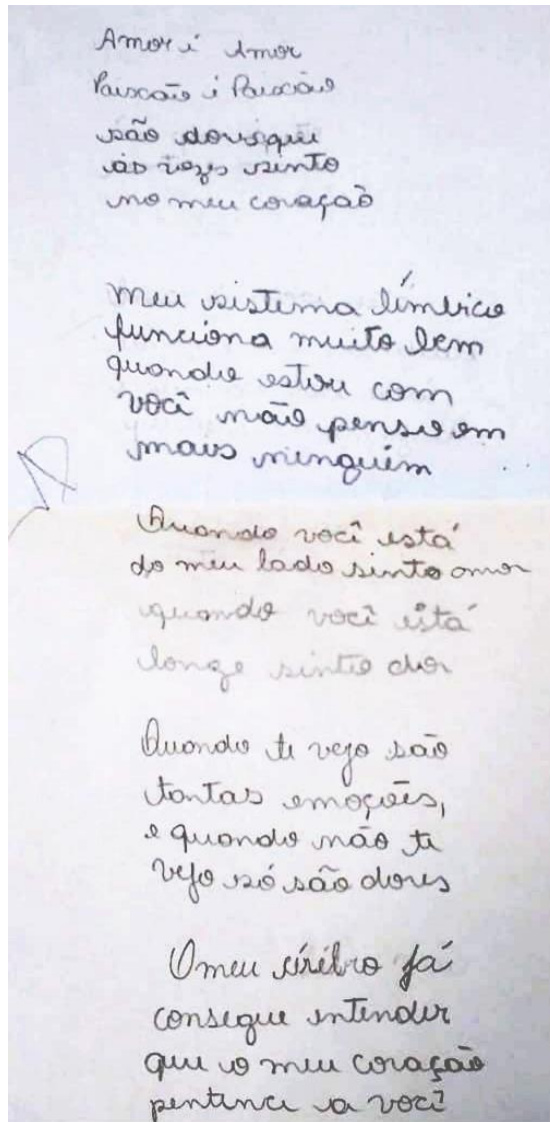 Amor é Amor
Paixão é Paixão
são dores que
às vezes sinto
no meu coração
meu sistema límbico
funciona muito bem
quando estou com
você não penso em
mais ninguém
Quando você está
do meu lado sinto amor
quando você está
longe sinto dor
Quando te vejo são
tantas emoções,
e quando não te
vejo só são dores
O meu cérebro já
consegue entender
que o meu coração
pentence a você